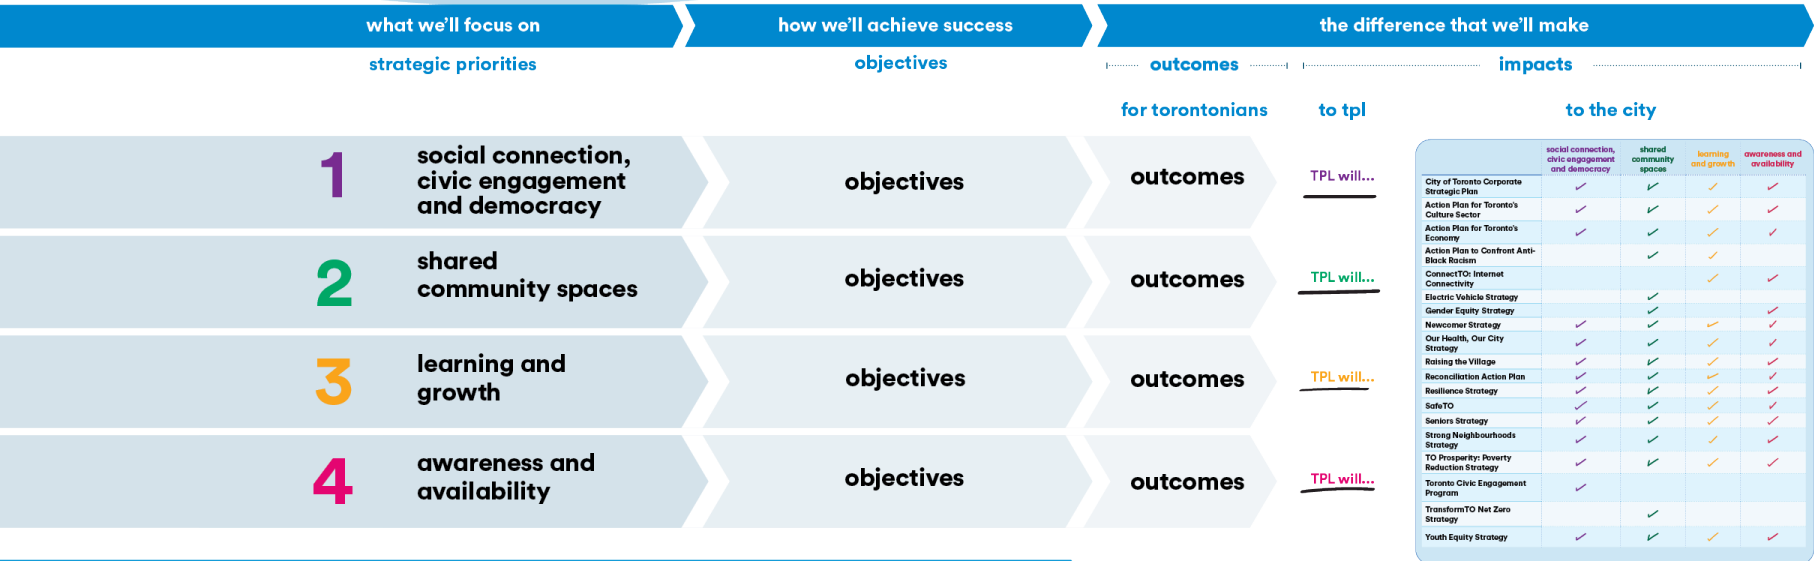 what we'll focus on
how we'll achieve success
the difference that we'll make
strategic priorities
objectives
outcomes
impacts
for torontonians
to tpl
to the city
1
social connection,
civic engagement
and democracy
objectives
outcomes
TPL will...
2
shared
community spaces
objectives
outcomes
TPL will...
3
learning and
growth
objectives
outcomes
TPL will...
4
awareness and
availability
objectives
outcomes
TPL will...
social connection,
civic engagement
and democracy
shared
community
spaces
learning
and growth
awareness and
availability
City of Toronto Corporate
Strategic Plan
Action Plan for Toronto's
Culture Sector
Action Plan for Toronto's
Economy
Action Plan to Confront Anti-
Black Racism
ConnectTO: Internet
Connectivity
Electric Vehicle Strategy
Gender Equity Strategy
Newcomer Strategy
Our Health, Our City
Strategy
Raising the Village
Reconciliation Action Plan
Resilience Strategy
SafeTO
Seniors Strategy
Strong Neighbourhoods
Strategy
TO Prosperity: Poverty
Reduction Strategy
Toronto Civic Engagement
Program
TransformTO Net Zero
Strategy
Youth Equity Strategy